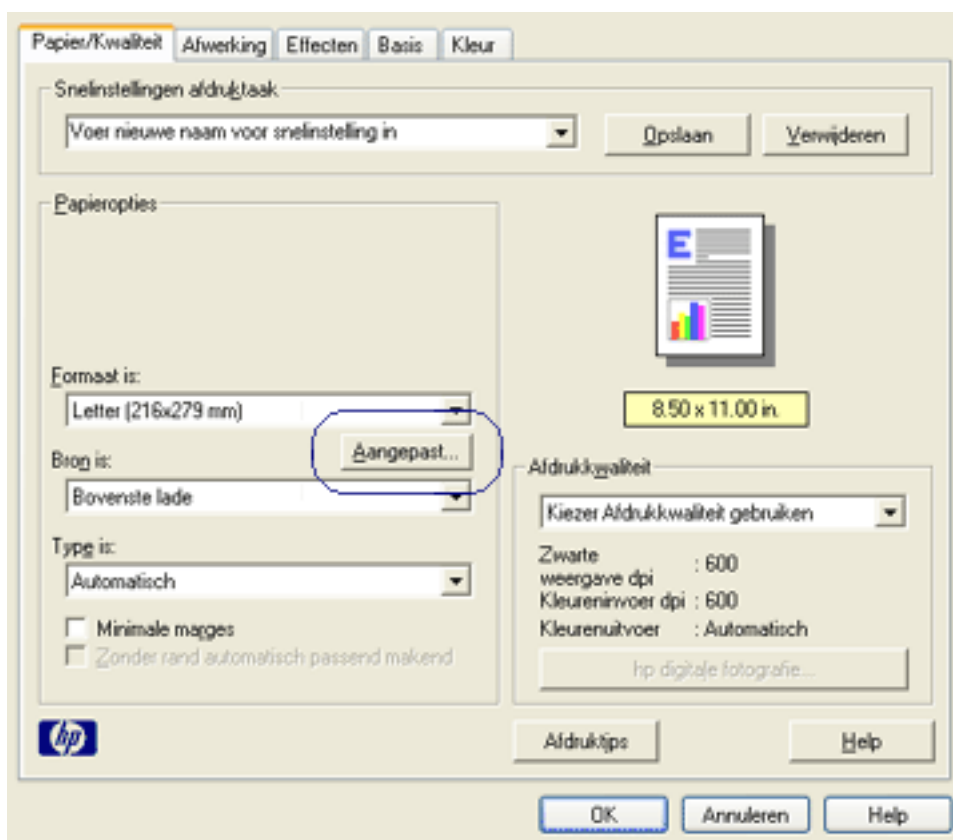 Papier/Kwaliteit Afwerking Effecten Basis Kleur
Snelinstellingen afdruktaak
Voer nieuwe naam voor snelinstelling in
Opslaan Verwijderen
Papieropties
E
Formaat is:
Letter (216x279 mm)
8.50 x 11.00 in.
Aangepast...
Bron is:
Bovenste lade
Type is:
Automatisch
Minimale marges
Zonder rand automatisch passend makend
Afdrukkwaliteit
Kiezer Afdrukkwaliteit gebruiken
Zwarte
weergave dpi : 600
Kleureninvoer dpi : 600
Kleurenuitvoer : Automatisch
hp digitale fotografie...
hp
Afdruktips Help
OK Annuleren Help